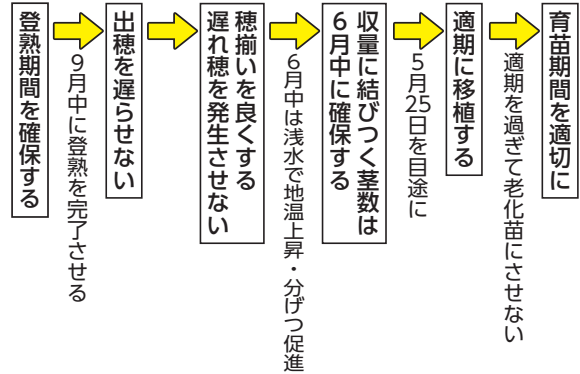 育苗期間を適切に
適期を過ぎて老化苗にさせない
適期に移植する
5月25日を目途に
収量に結びつく茎数は
6月中に確保する
6月中は浅水で地温上昇・分げつ促進
穂揃いを良くする
遅れ穂を発生させない
出穂を遅らせない
9月中に登熟を完了させる
登熟期間を確保する